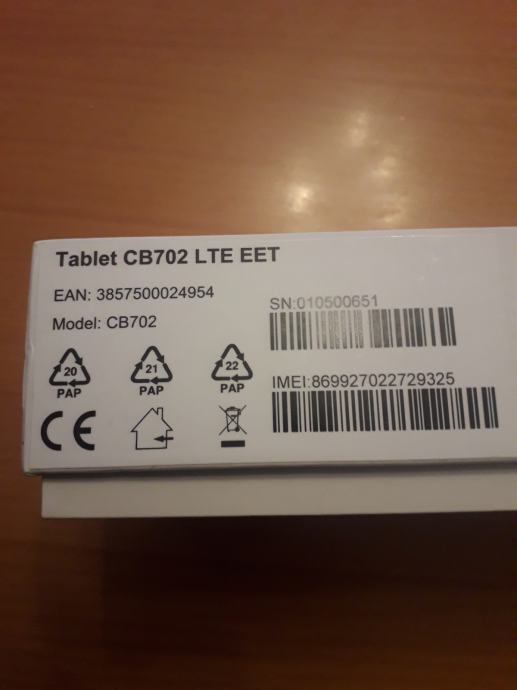 Tablet CB702 LTE EET
EAN: 3857500024954
Model: CB702
SN:010500651
IMEI:869927022729325
20
PAP
21
PAP
22
PAP
CE